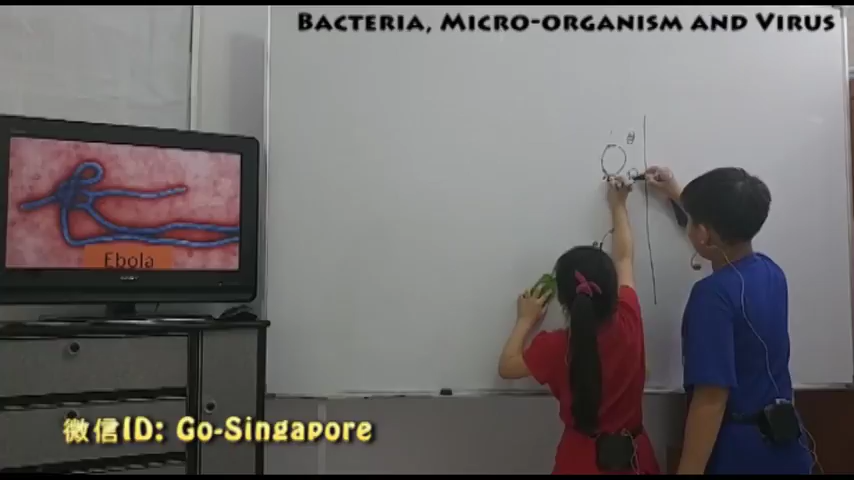 Bacteria, Micro-organism and Virus
Ebola
微信ID: Go-Singapore